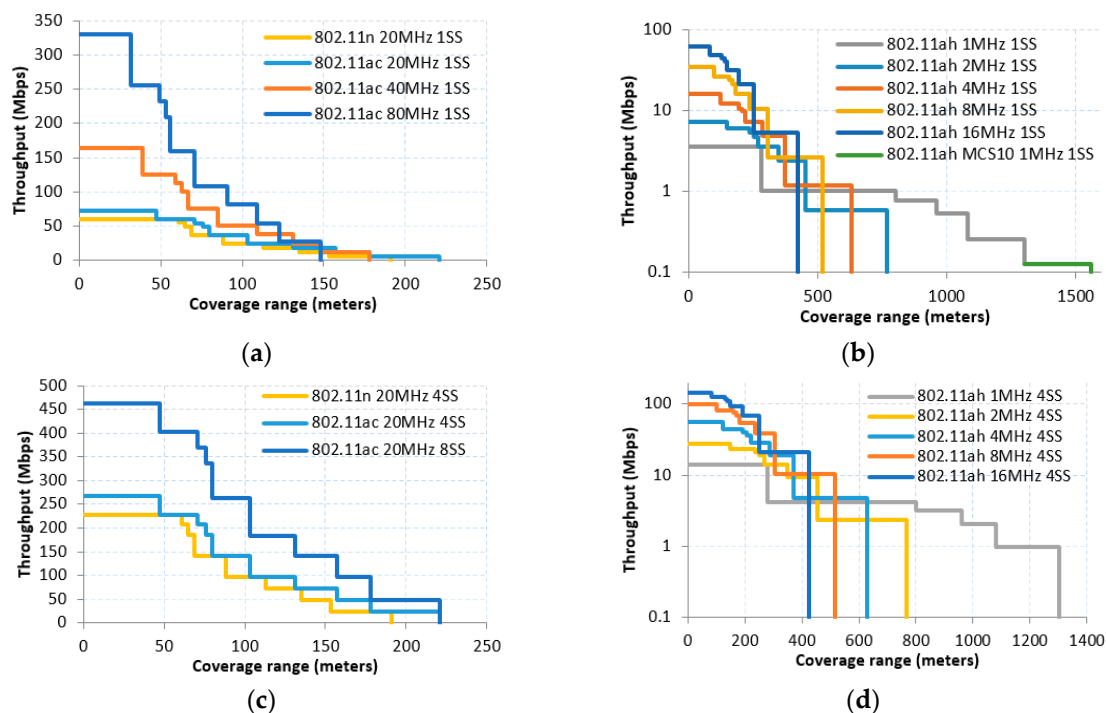 350
300
250
200
150
100
50
0
Throughput (Mbps)
802.11n 20MHz 1SS
802.11ac 20MHz 1SS
802.11ac 40MHz 1SS
802.11ac 80MHz 1SS
0 50 100 150 200 250
Coverage range (meters)
(a)
100
10
1
0.1
Throughput (Mbps)
802.11ah 1MHz 1SS
802.11ah 2MHz 1SS
802.11ah 4MHz 1SS
802.11ah 8MHz 1SS
802.11ah 16MHz 1SS
802.11ah MCS10 1MHz 1SS
0 500 1000 1500
Coverage range (meters)
(b)
500
450
400
350
300
250
200
150
100
50
0
Throughput (Mbps)
802.11n 20MHz 4SS
802.11ac 20MHz 4SS
802.11ac 20MHz 8SS
0 50 100 150 200 250
Coverage range (meters)
(c)
100
10
1
0.1
Throughput (Mbps)
802.11ah 1MHz 4SS
802.11ah 2MHz 4SS
802.11ah 4MHz 4SS
802.11ah 8MHz 4SS
802.11ah 16MHz 4SS
0 200 400 600 800 1000 1200 1400
Coverage range (meters)
(d)